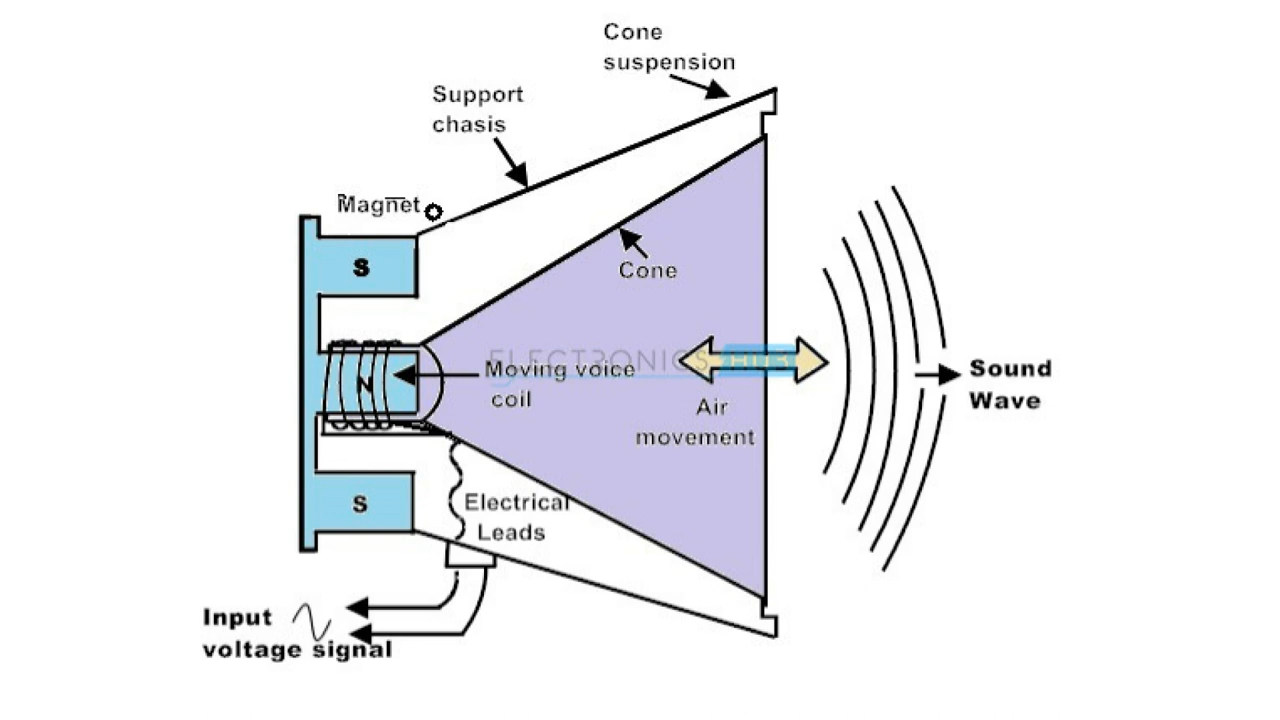 Cone
suspension
Support
chasis
Magnet
S
Cone
ELECTRONICS HUB
N
Moving voice
coil
Air
movement
Sound
Wave
S
Electrical
Leads
Input
voltage signal